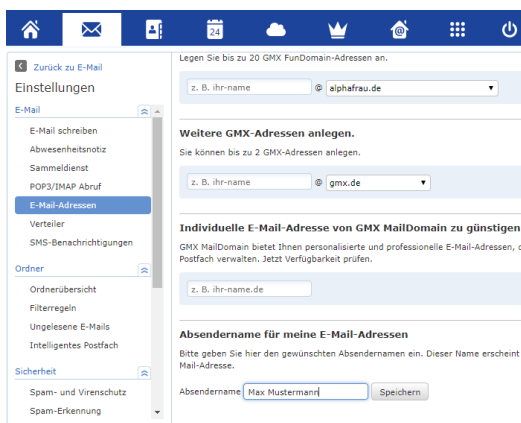 24
Zurück zu E-Mail
Einstellungen
E-Mail
E-Mail schreiben
Abwesenheitsnotiz
Sammeldienst
POP3/IMAP Abruf
E-Mail-Adressen
Verteiler
SMS-Benachrichtigungen
Ordner
Ordnerübersicht
Filterregeln
Ungelesene E-Mails
Intelligentes Postfach
Sicherheit
Spam- und Virenschutz
Spam-Erkennung
Legen Sie bis zu 20 GMX FunDomain-Adressen an.
z. B. ihr-name @ alphafrau.de
Weitere GMX-Adressen anlegen.
Sie können bis zu 2 GMX-Adressen anlegen.
z. B. ihr-name @ gmx.de
Individuelle E-Mail-Adresse von GMX MailDomain zu günstigen
GMX MailDomain bietet Ihnen personalisierte und professionelle E-Mail-Adressen,
Postfach verwalten. Jetzt Verfügbarkeit prüfen.
z. B. ihr-name.de
Absendername für meine E-Mail-Adressen
Bitte geben Sie hier den gewünschten Absendernamen ein. Dieser Name erscheint
Mail-Adresse.
Absendername Max Mustermann Speichern